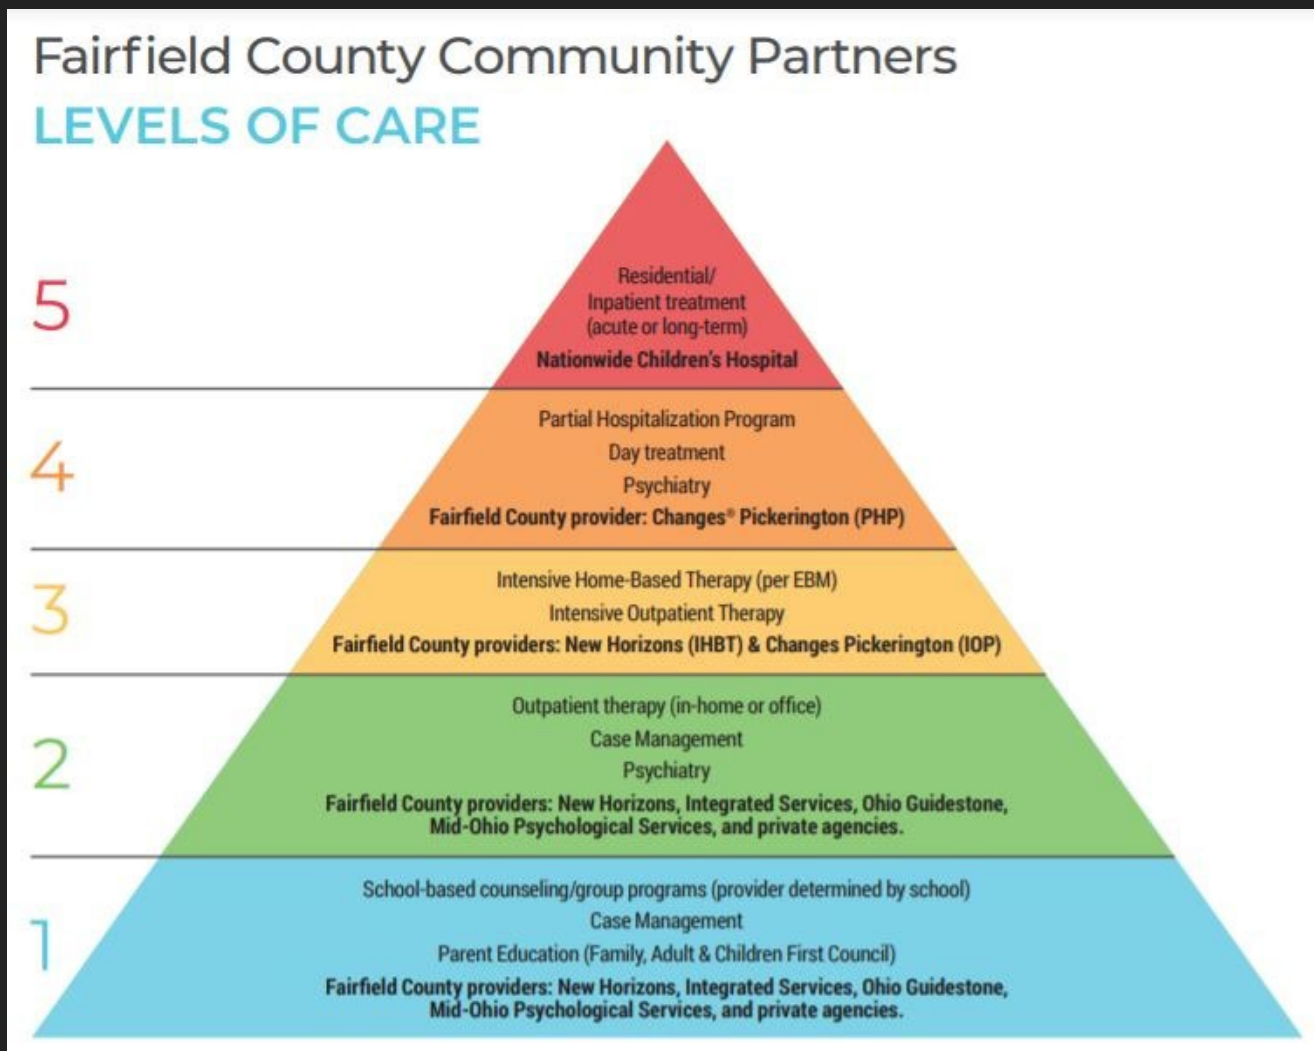 Fairfield County Community Partners
LEVELS OF CARE
5
Residential/
Inpatient treatment
(acute or long-term)
Nationwide Children's Hospital
4
Partial Hospitalization Program
Day treatment
Psychiatry
Fairfield County provider: Changes® Pickerington (PHP)
3
Intensive Home-Based Therapy (per EBM)
Intensive Outpatient Therapy
Fairfield County providers: New Horizons (IHBT) & Changes Pickerington (IOP)
2
Outpatient therapy (in-home or office)
Case Management
Psychiatry
Fairfield County providers: New Horizons, Integrated Services, Ohio Guidestone,
Mid-Ohio Psychological Services, and private agencies.
1
School-based counseling/group programs (provider determined by school)
Case Management
Parent Education (Family, Adult & Children First Council)
Fairfield County providers: New Horizons, Integrated Services, Ohio Guidestone,
Mid-Ohio Psychological Services, and private agencies.